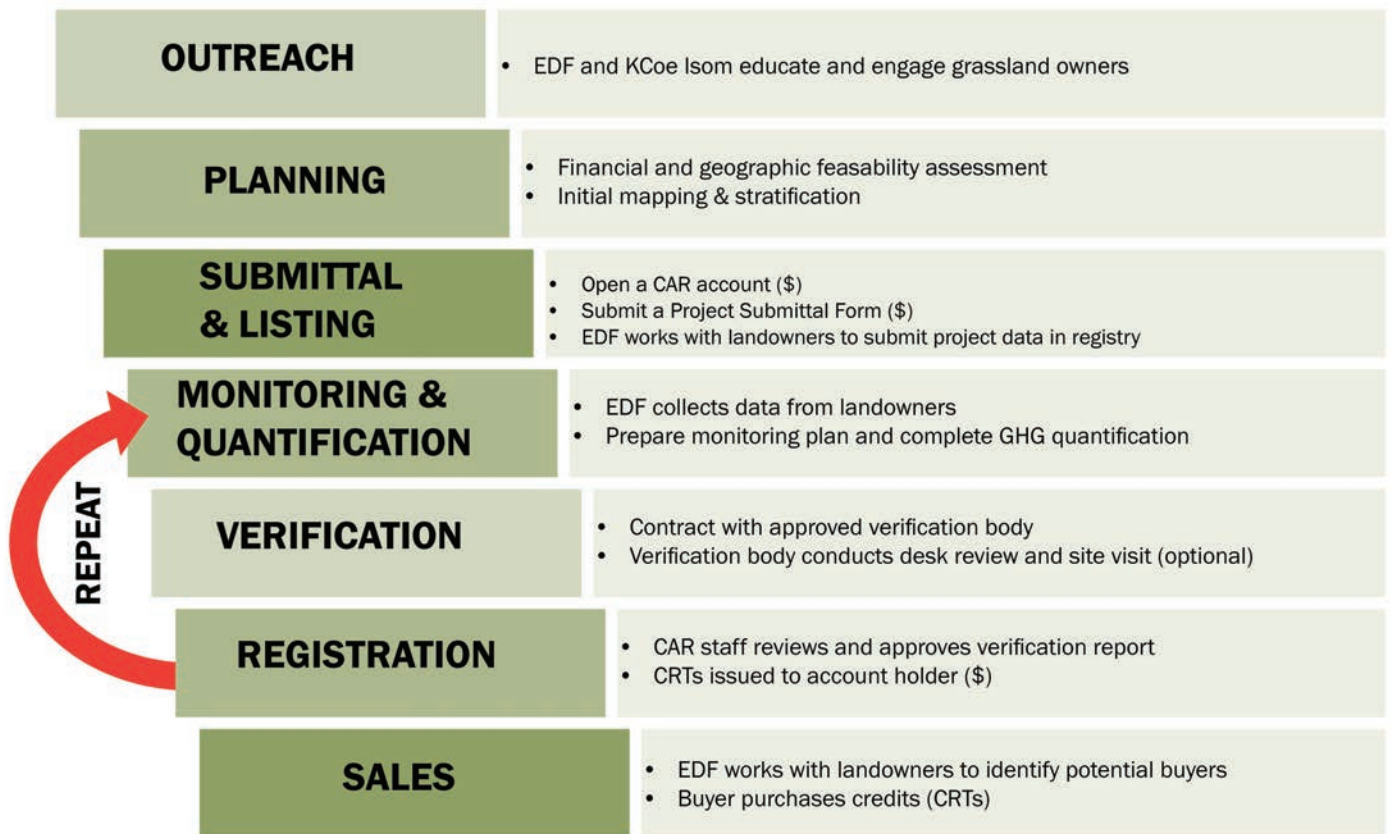 OUTREACH
• EDF and KCoe Isom educate and engage grassland owners
PLANNING
• Financial and geographic feasability assessment
• Initial mapping & stratification
SUBMITTAL
& LISTING
• Open a CAR account ($)
• Submit a Project Submittal Form ($)
• EDF works with landowners to submit project data in registry
MONITORING &
QUANTIFICATION
• EDF collects data from landowners
• Prepare monitoring plan and complete GHG quantification
REPEAT
VERIFICATION
• Contract with approved verification body
• Verification body conducts desk review and site visit (optional)
REGISTRATION
• CAR staff reviews and approves verification report
• CRTs issued to account holder ($)
SALES
• EDF works with landowners to identify potential buyers
• Buyer purchases credits (CRTs)